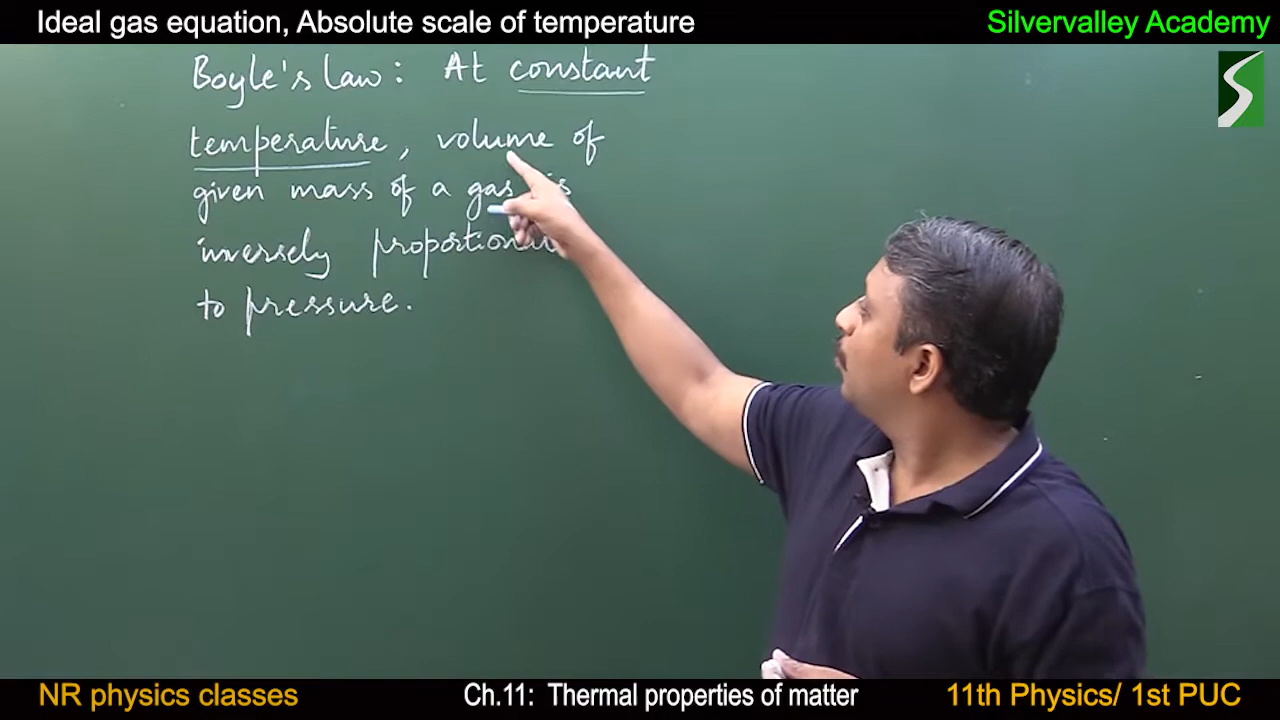 Ideal gas equation, Absolute scale of temperature
Silvervalley Academy
Boyle's law: At constant
temperature, volume of
given mass of a gas is
inversely
to pressure.
NR physics classes
Ch.11: Thermal properties of matter
11th Physics/ 1st PUC